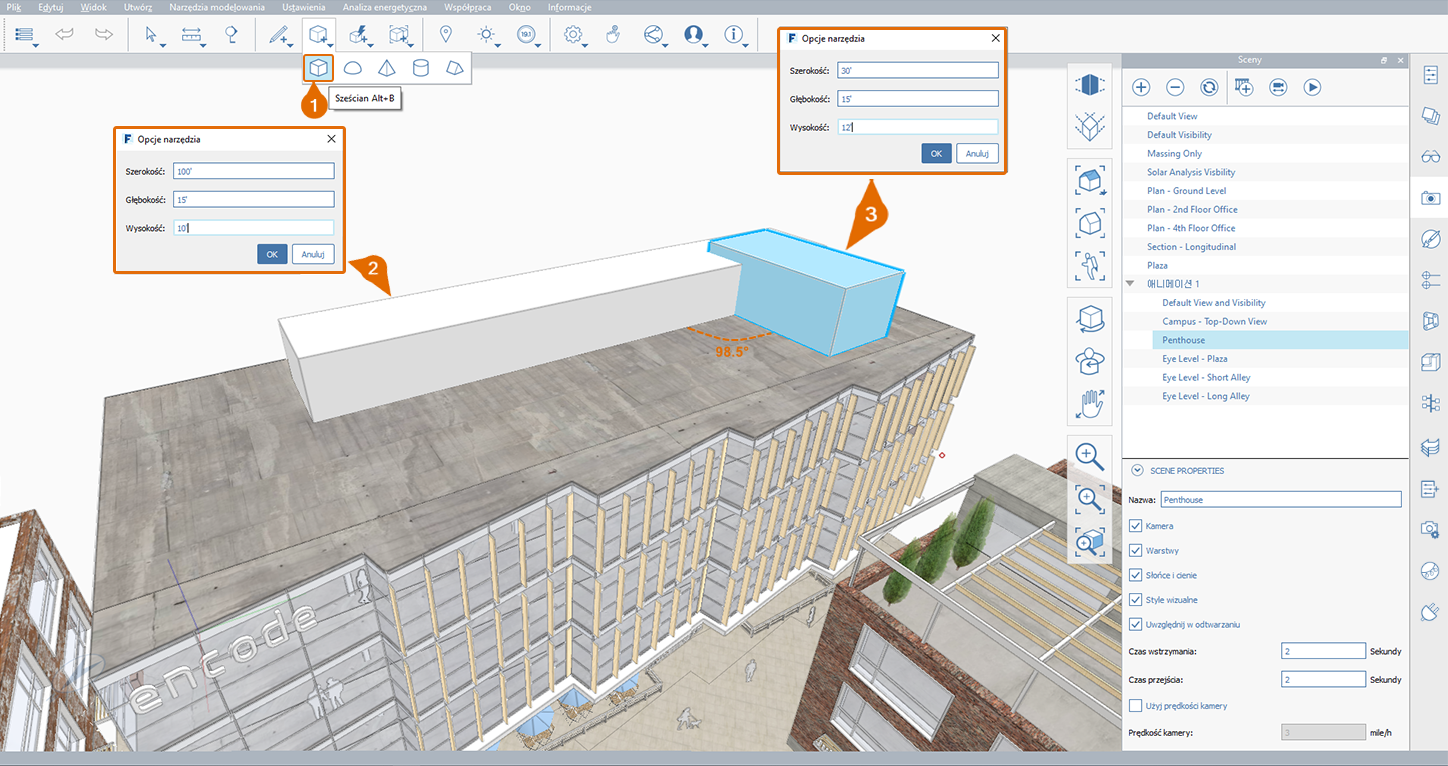 Plik Edytuj Widok Utwórz Narzędzia modelowania Ustawienia Analiza energetyczna Współpraca Okno Informacje
19.1
Sześcian Alt+B
1
Opcje narzędzia
Szerokość: 100'
Głębokość: 15'
Wysokość: 10'
OK Anuluj
2
Opcje narzędzia
Szerokość: 30'
Głębokość: 15'
Wysokość: 12'
OK Anuluj
3
98.5°
encode
Sceny
Default View
Default Visibility
Massing Only
Solar Analysis Visbility
Plan - Ground Level
Plan - 2nd Floor Office
Plan - 4th Floor Office
Section - Longitudinal
Plaza
애니메이션 1
Default View and Visibility
Campus - Top-Down View
Penthouse
Eye Level - Plaza
Eye Level - Short Alley
Eye Level - Long Alley
SCENE PROPERTIES
Nazwa: Penthouse
Kamera
Warstwy
Słońce i cienie
Style wizualne
Uwzględnij w odtwarzaniu
Czas wstrzymania: 2 Sekundy
Czas przejścia: 2 Sekundy
Użyj prędkości kamery
Prędkość kamery: 3 mile/h